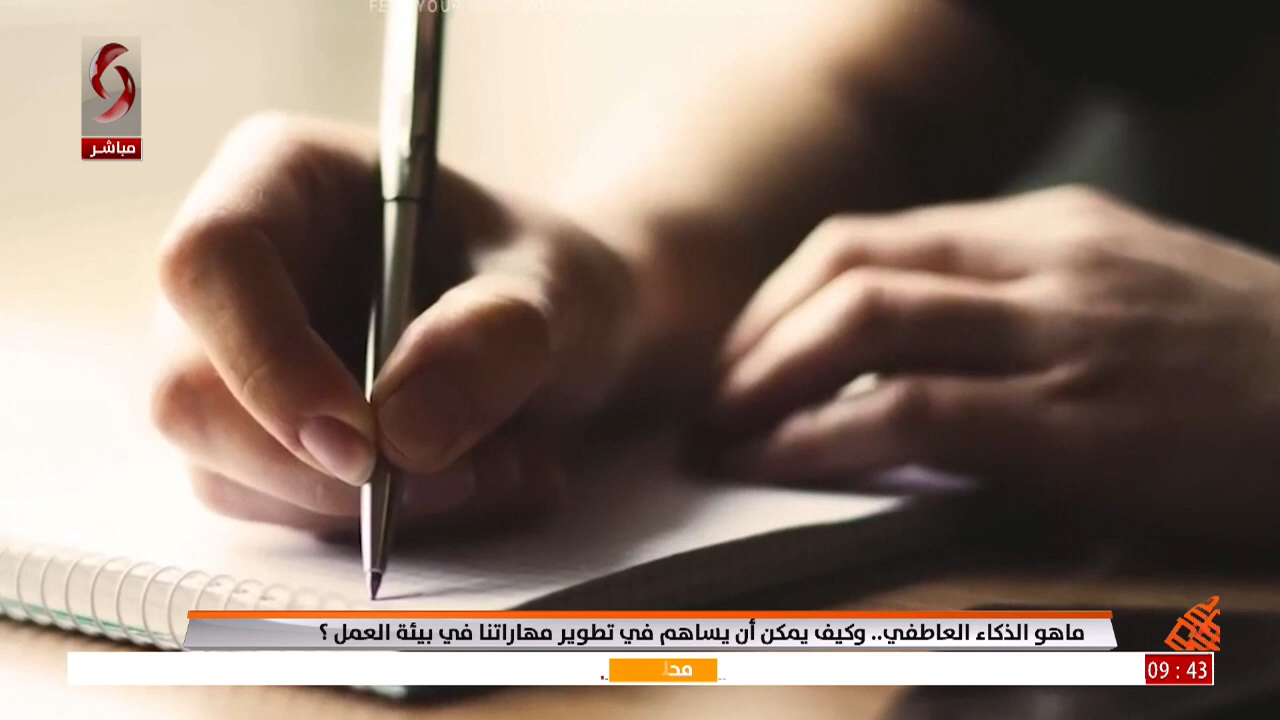 مباشر
ماهو الذكاء العاطفي.. وكيف يمكن أن يساهم في تطوير مهاراتنا في بيئة العمل ؟
09 : 43